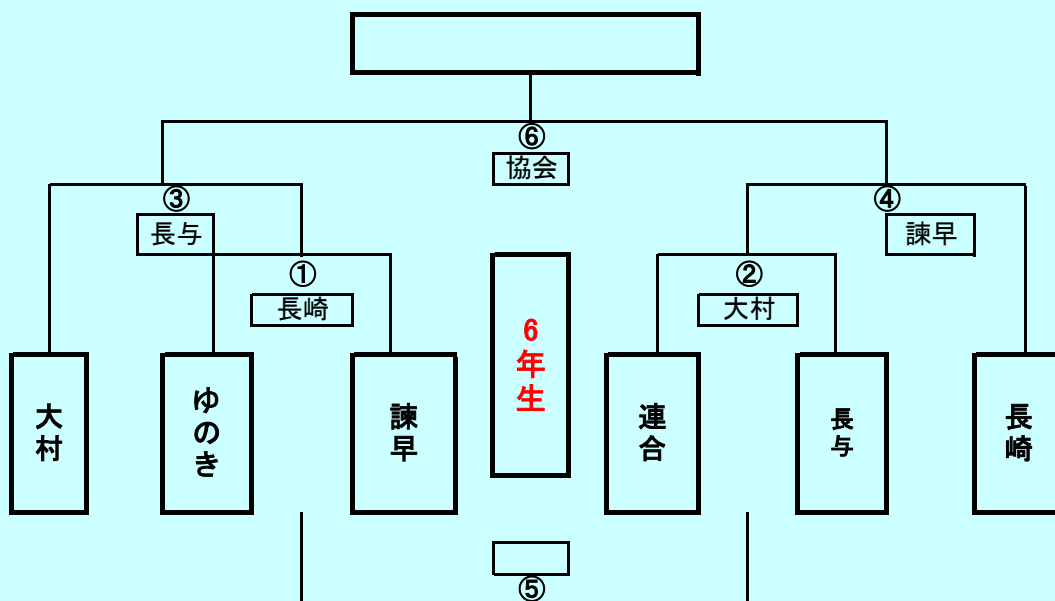 ⑥
協会
③
④
長与
諫早
①
②
長崎
大村
6年生
大村
ゆのき
諫早
連合
長与
長崎
⑤